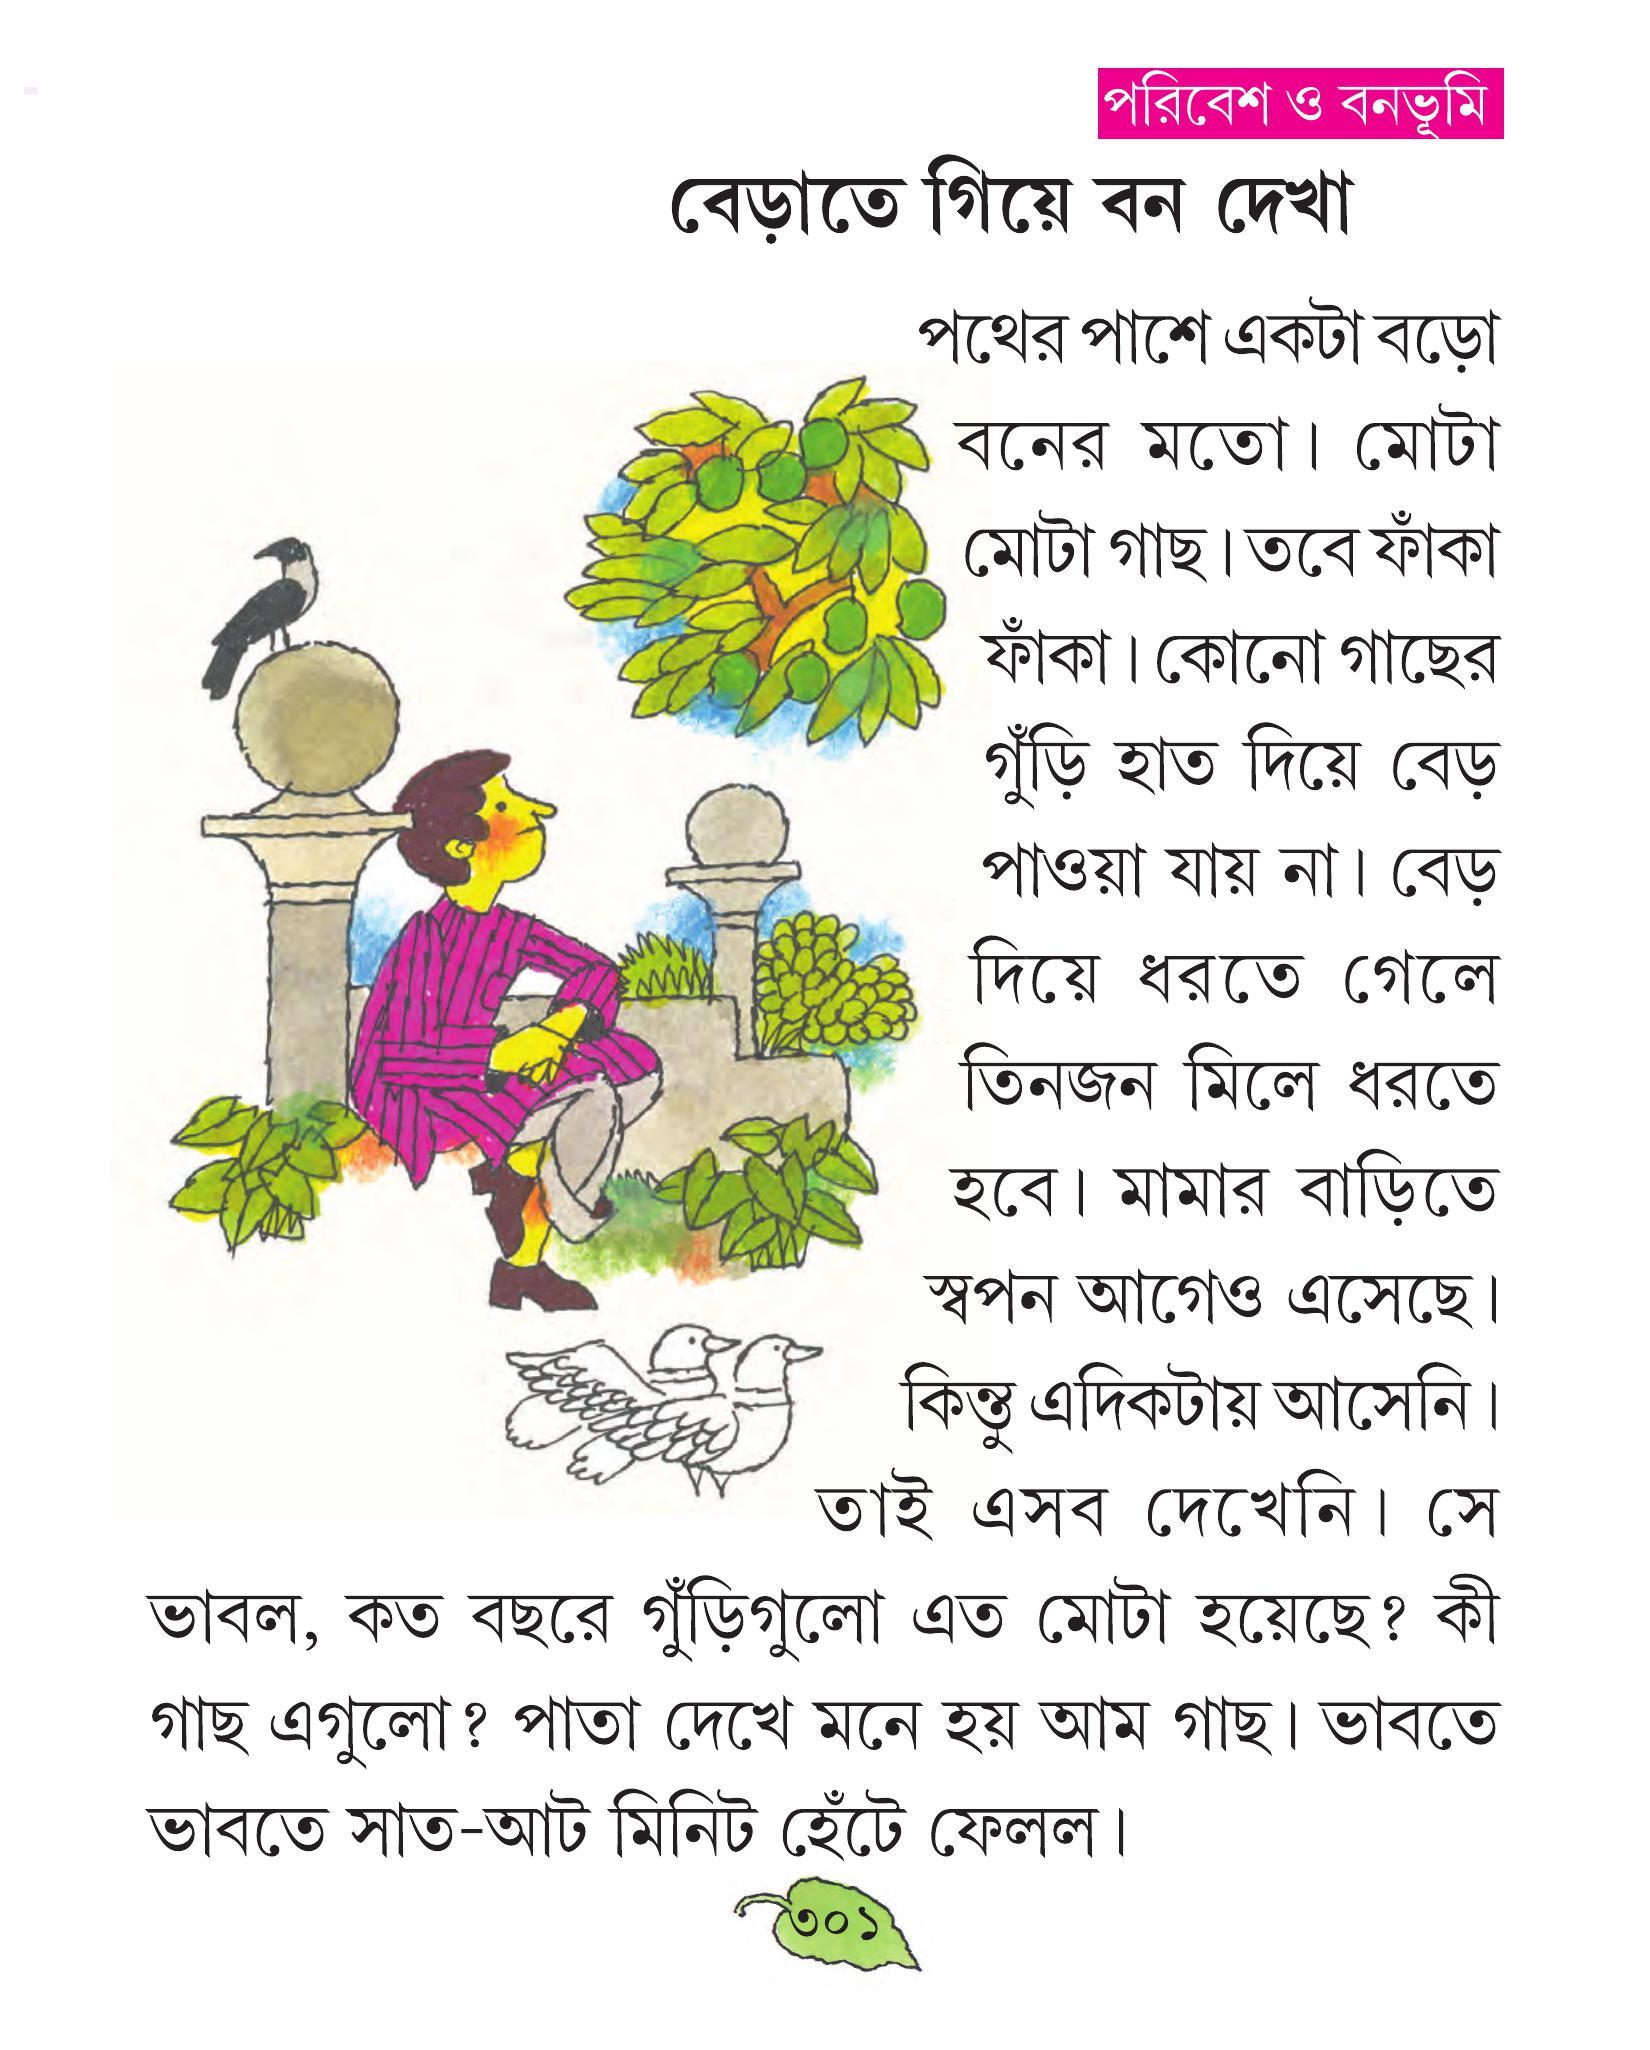 পরিবেশ ও বনভূমি
বেড়াতে গিয়ে বন দেখা
পথের পাশে একটা বড়ো
বনের মতো। মোটা
মোটা গাছ। তবে ফাঁকা
ফাঁকা। কোনো গাছের
গুঁড়ি হাত দিয়ে বেড়
পাওয়া যায় না। বেড়
দিয়ে ধরতে গেলে
তিনজন মিলে ধরতে
হবে। মামার বাড়িতে
স্বপন আগেও এসেছে।
কিন্তু এদিকটায় আসেনি।
তাই এসব দেখেনি। সে
ভাবল, কত বছরে গুঁড়িগুলো এত মোটা হয়েছে? কী
গাছ এগুলো? পাতা দেখে মনে হয় আম গাছ। ভাবতে
ভাবতে সাত-আট মিনিট হেঁটে ফেলল।
৩০১